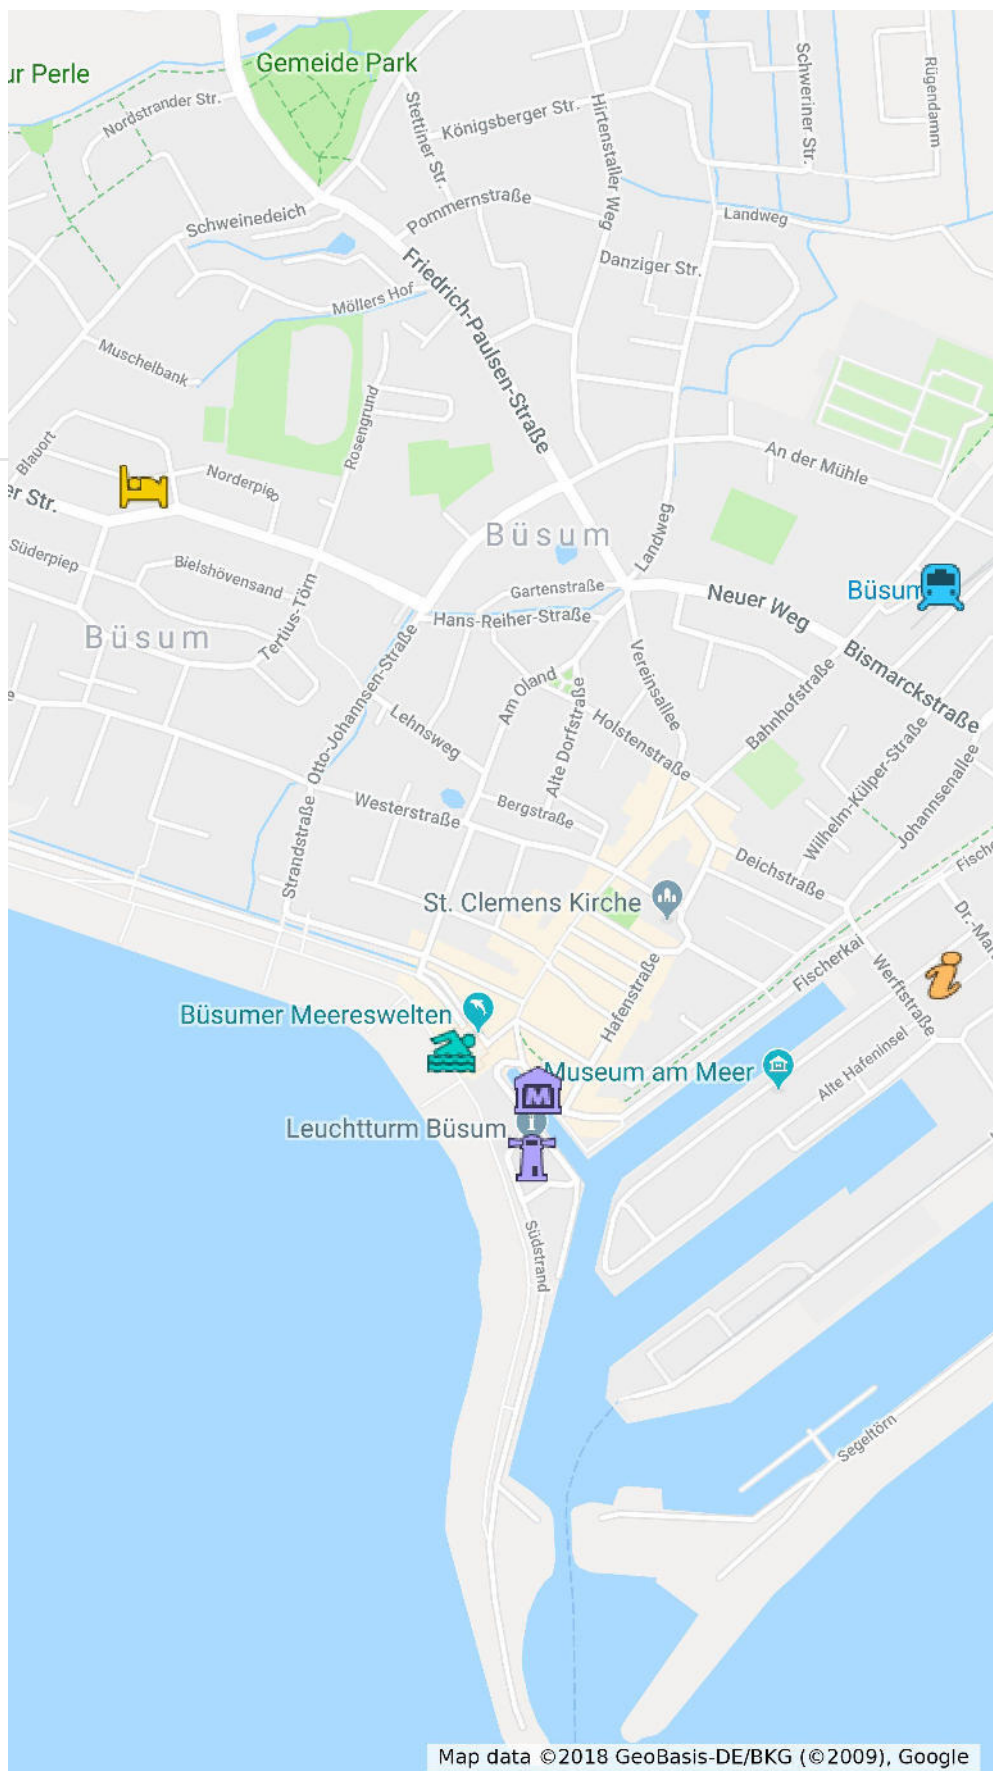 Gemeide Park
ur Perle
Nordstrander Str.
Stettiner Str.
Königsberger Str.
Hirtenstaller Weg
Schweriner Str.
Rügendamm
Schweinedeich
Pommernstraße
Landweg
Danziger Str.
Friedrich-Paulsen-Straße
Möllers Hof
Muschelbank
Rosengrund
Blauort
Norderpiep
An der Mühle
er Str.
Büsum
Landweg
Süderpiep
Bielshövensand
Gartenstraße
Büsum
Neuer Weg
Hans-Reiher-Straße
Büsum
Tertius-Törn
Vereinsallee
Bismarckstraße
Otto-Johannsen-Straße
Am Oland
Alte Dorfstraße
Holstenstraße
Bahnhofstraße
Lehnsweg
Wilhelm-Külper-Straße
Johannsenallee
Westerstraße
Bergstraße
Strandstraße
Deichstraße
Fische
St. Clemens Kirche
Dr.-Mar
Fischerkai
Werftstraße
Hafenstraße
Büsumer Meereswelten
Alte Hafeninsel
Museum am Meer
M
Leuchtturm Büsum
Südstrand
Segeltörn
Map data ©2018 GeoBasis-DE/BKG (©2009), Google